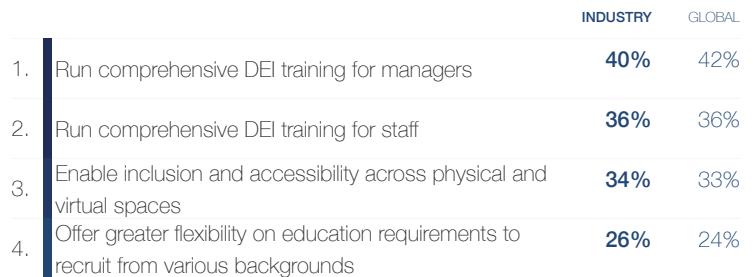 INDUSTRY GLOBAL
1. Run comprehensive DEI training for managers 40% 42%
2. Run comprehensive DEI training for staff 36% 36%
3. Enable inclusion and accessibility across physical and virtual spaces 34% 33%
4. Offer greater flexibility on education requirements to recruit from various backgrounds 26% 24%